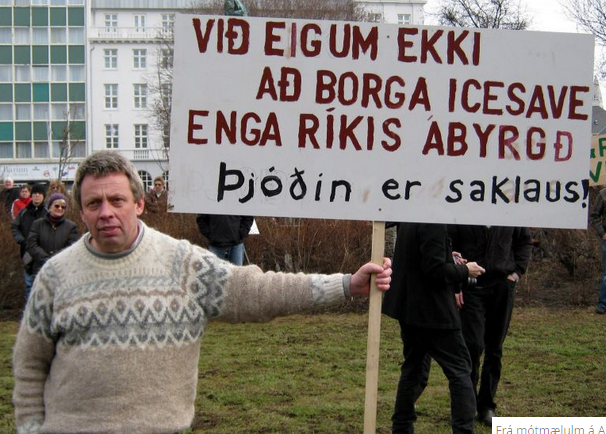 VIÐ EIGUM EKKI
AÐ BORGA ICESAVE
ENGA RÍKIS ÁBYRGÐ
Þjóðin er saklaus!
Frá mótmælulm á A